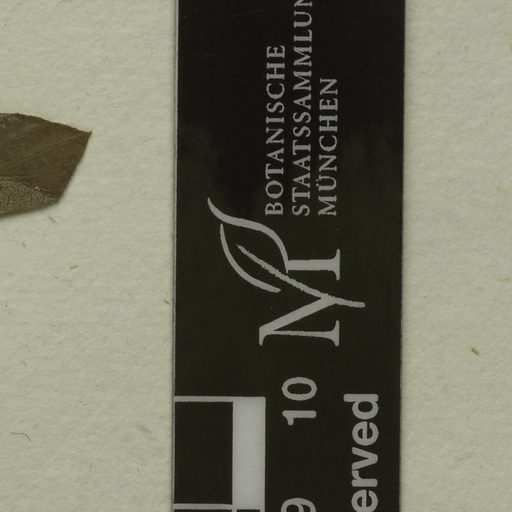 BOTANISCHE
STAATSSAMMLUN
MÜNCHEN
M
9 10
erved